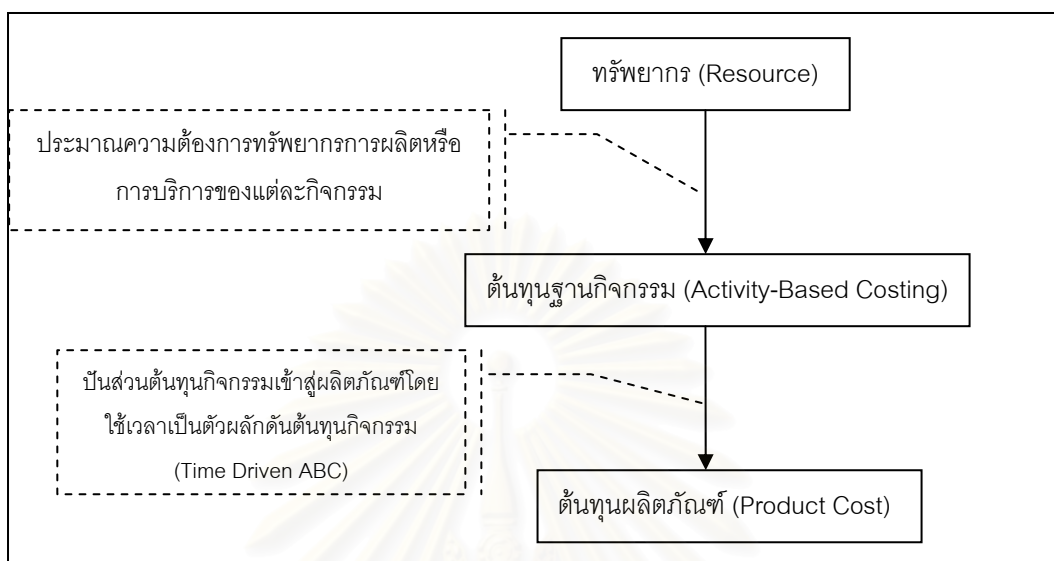 ทรัพยากร (Resource)
ประมาณความต้องการทรัพยากรการผลิตหรือ
การบริการของแต่ละกิจกรรม
ต้นทุนฐานกิจกรรม (Activity-Based Costing)
ปันส่วนต้นทุนกิจกรรมเข้าสู่ผลิตภัณฑ์โดย
ใช้เวลาเป็นตัวผลักดันต้นทุนกิจกรรม
(Time Driven ABC)
ต้นทุนผลิตภัณฑ์ (Product Cost)